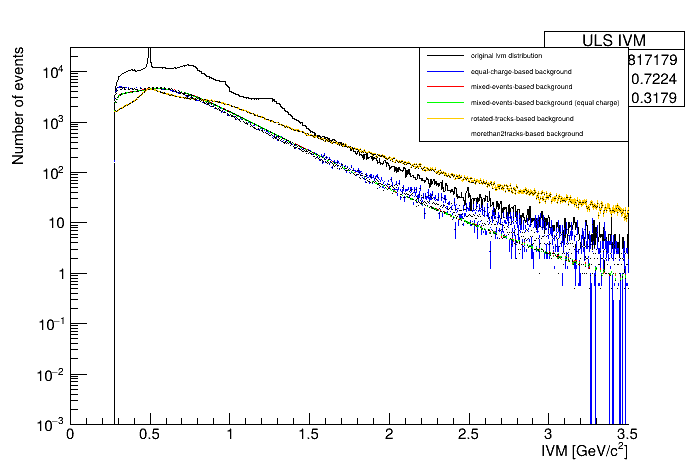 ULS IVM
817179
0.7224
0.3179
original ivm distribution
equal-charge-based background
mixed-events-based background
mixed-events-based background (equal charge)
rotated-tracks-based background
morethan2tracks-based background
Number of events
10⁴
10³
10²
10
1
10⁻¹
10⁻²
10⁻³
0 0.5 1 1.5 2 2.5 3 3.5
IVM [GeV/c²]